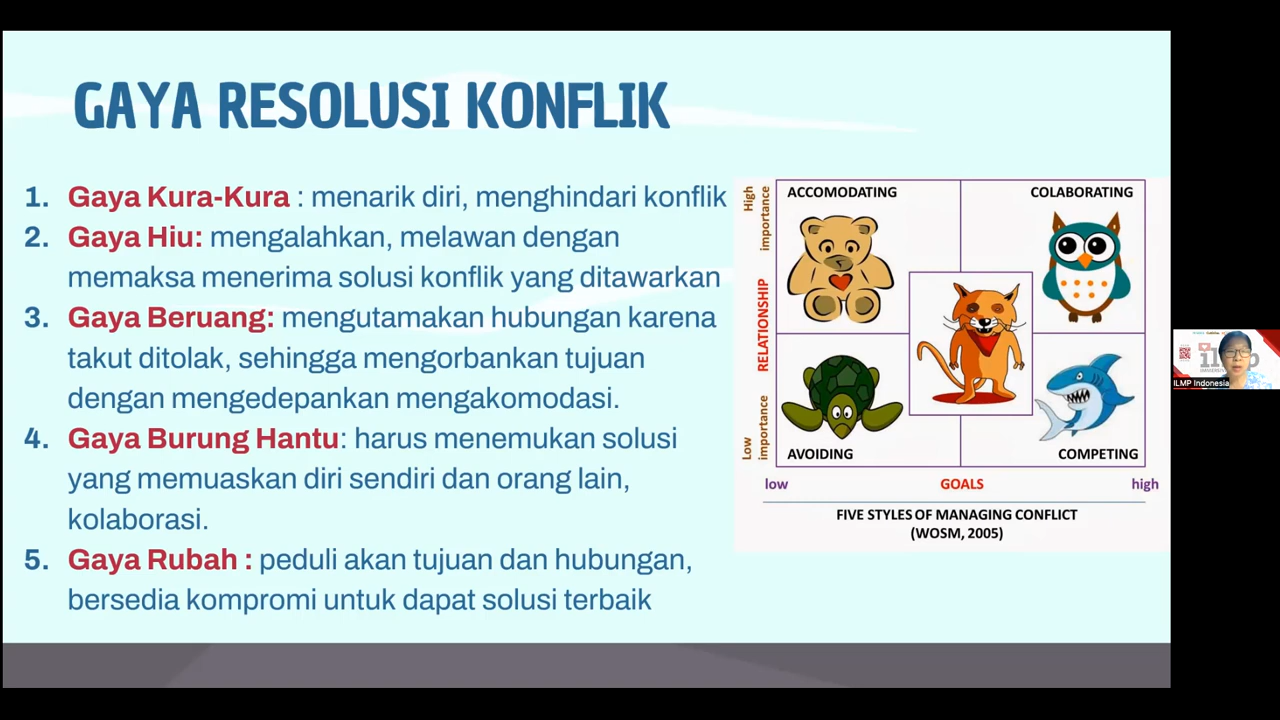 GAYA RESOLUSI KONFLIK
1. Gaya Kura-Kura : menarik diri, menghindari konflik
2. Gaya Hiu: mengalahkan, melawan dengan
memaksa menerima solusi konflik yang ditawarkan
3. Gaya Beruang: mengutamakan hubungan karena
takut ditolak, sehingga mengorbankan tujuan
dengan mengedepankan mengakomodasi.
4. Gaya Burung Hantu: harus menemukan solusi
yang memuaskan diri sendiri dan orang lain,
kolaborasi.
5. Gaya Rubah : peduli akan tujuan dan hubungan,
bersedia kompromi untuk dapat solusi terbaik
High
importance
ACCOMODATING
COLABORATING
RELATIONSHIP
Low
importance
AVOIDING
COMPETING
low
GOALS
high
FIVE STYLES OF MANAGING CONFLICT
(WOSM, 2005)
ILMP Indonesia